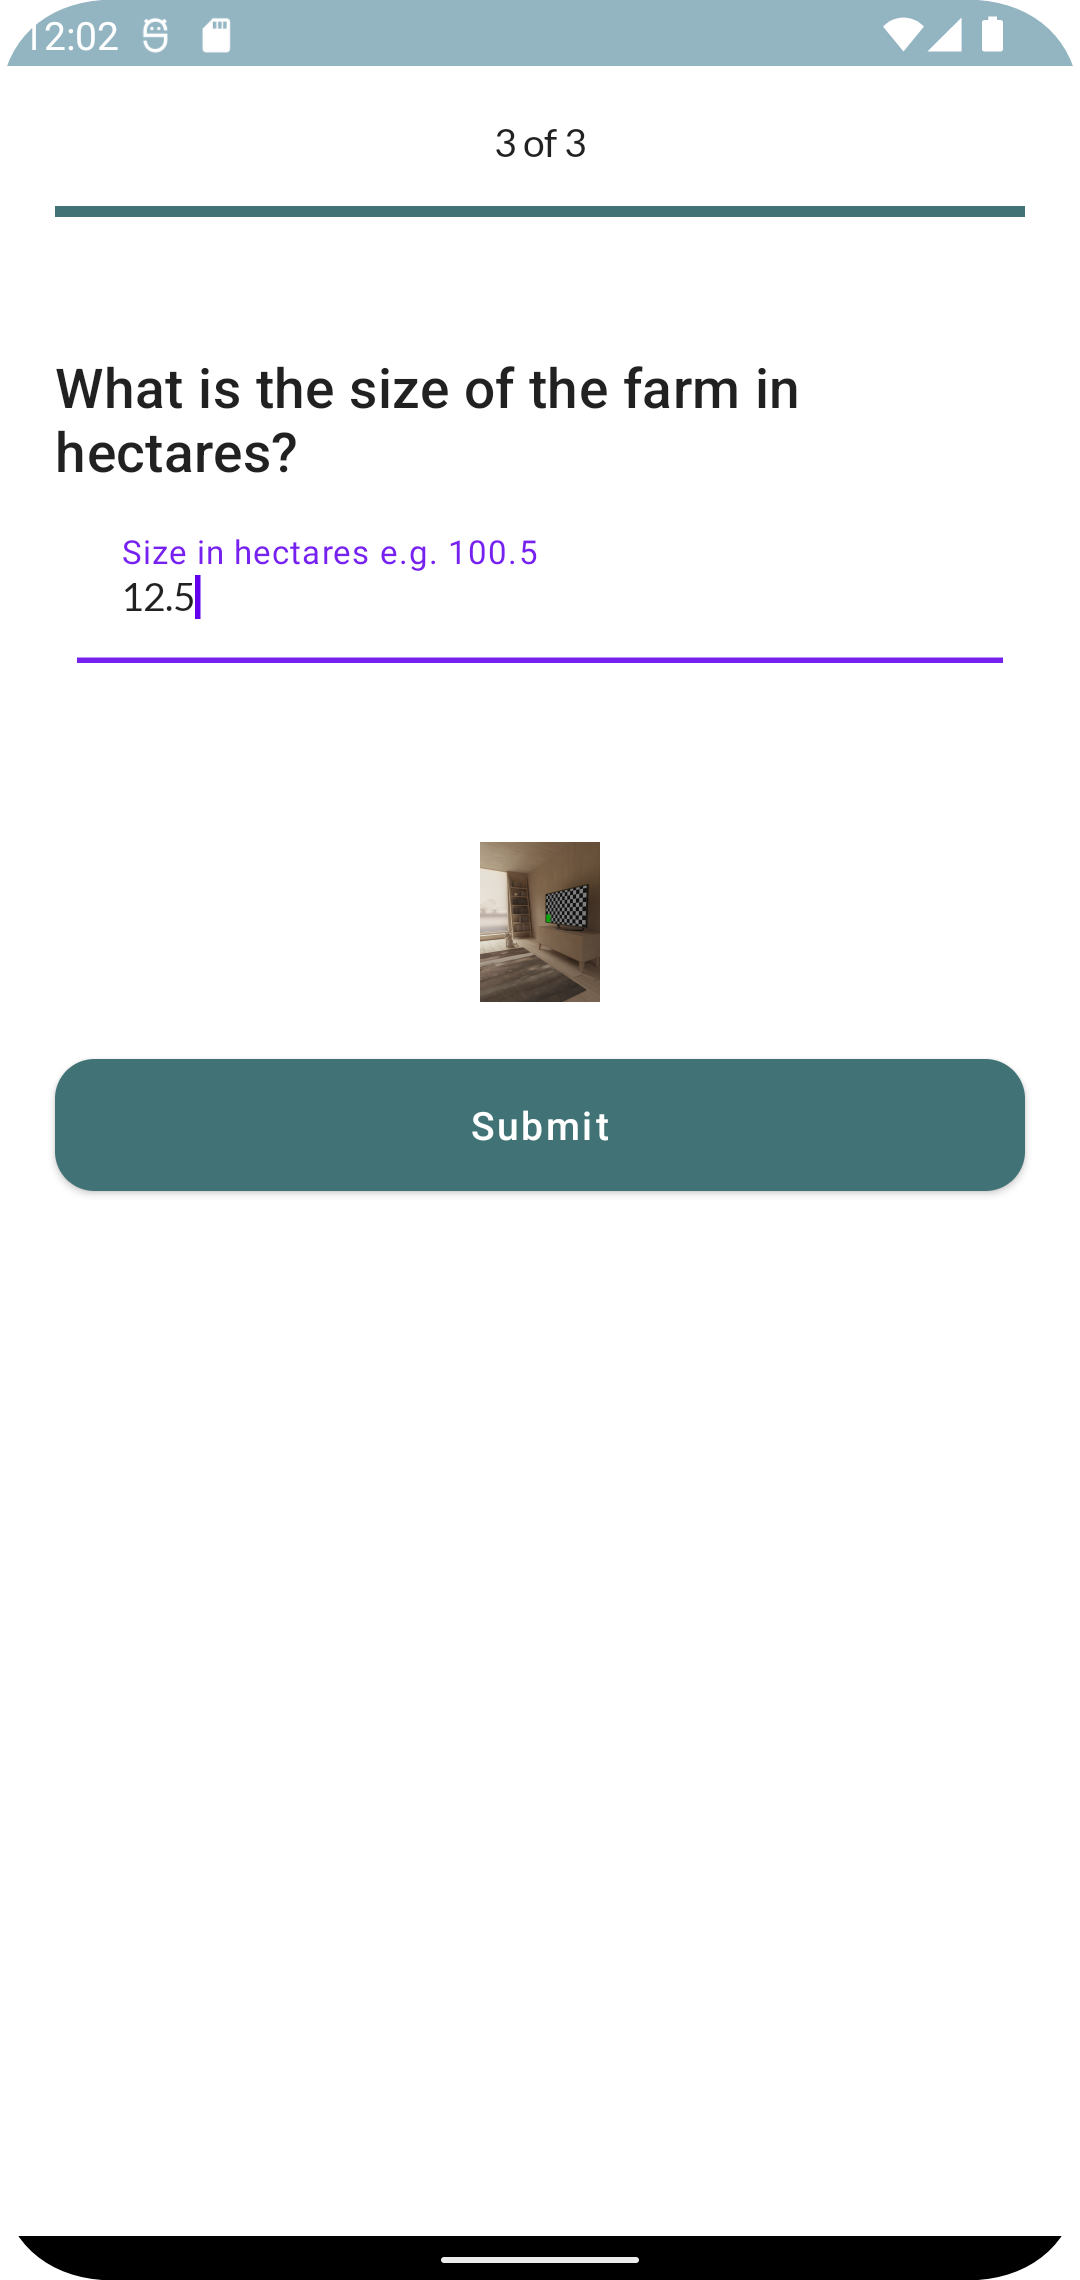 12:02
3 of 3
What is the size of the farm in
hectares?
Size in hectares e.g. 100.5
12.5
Submit